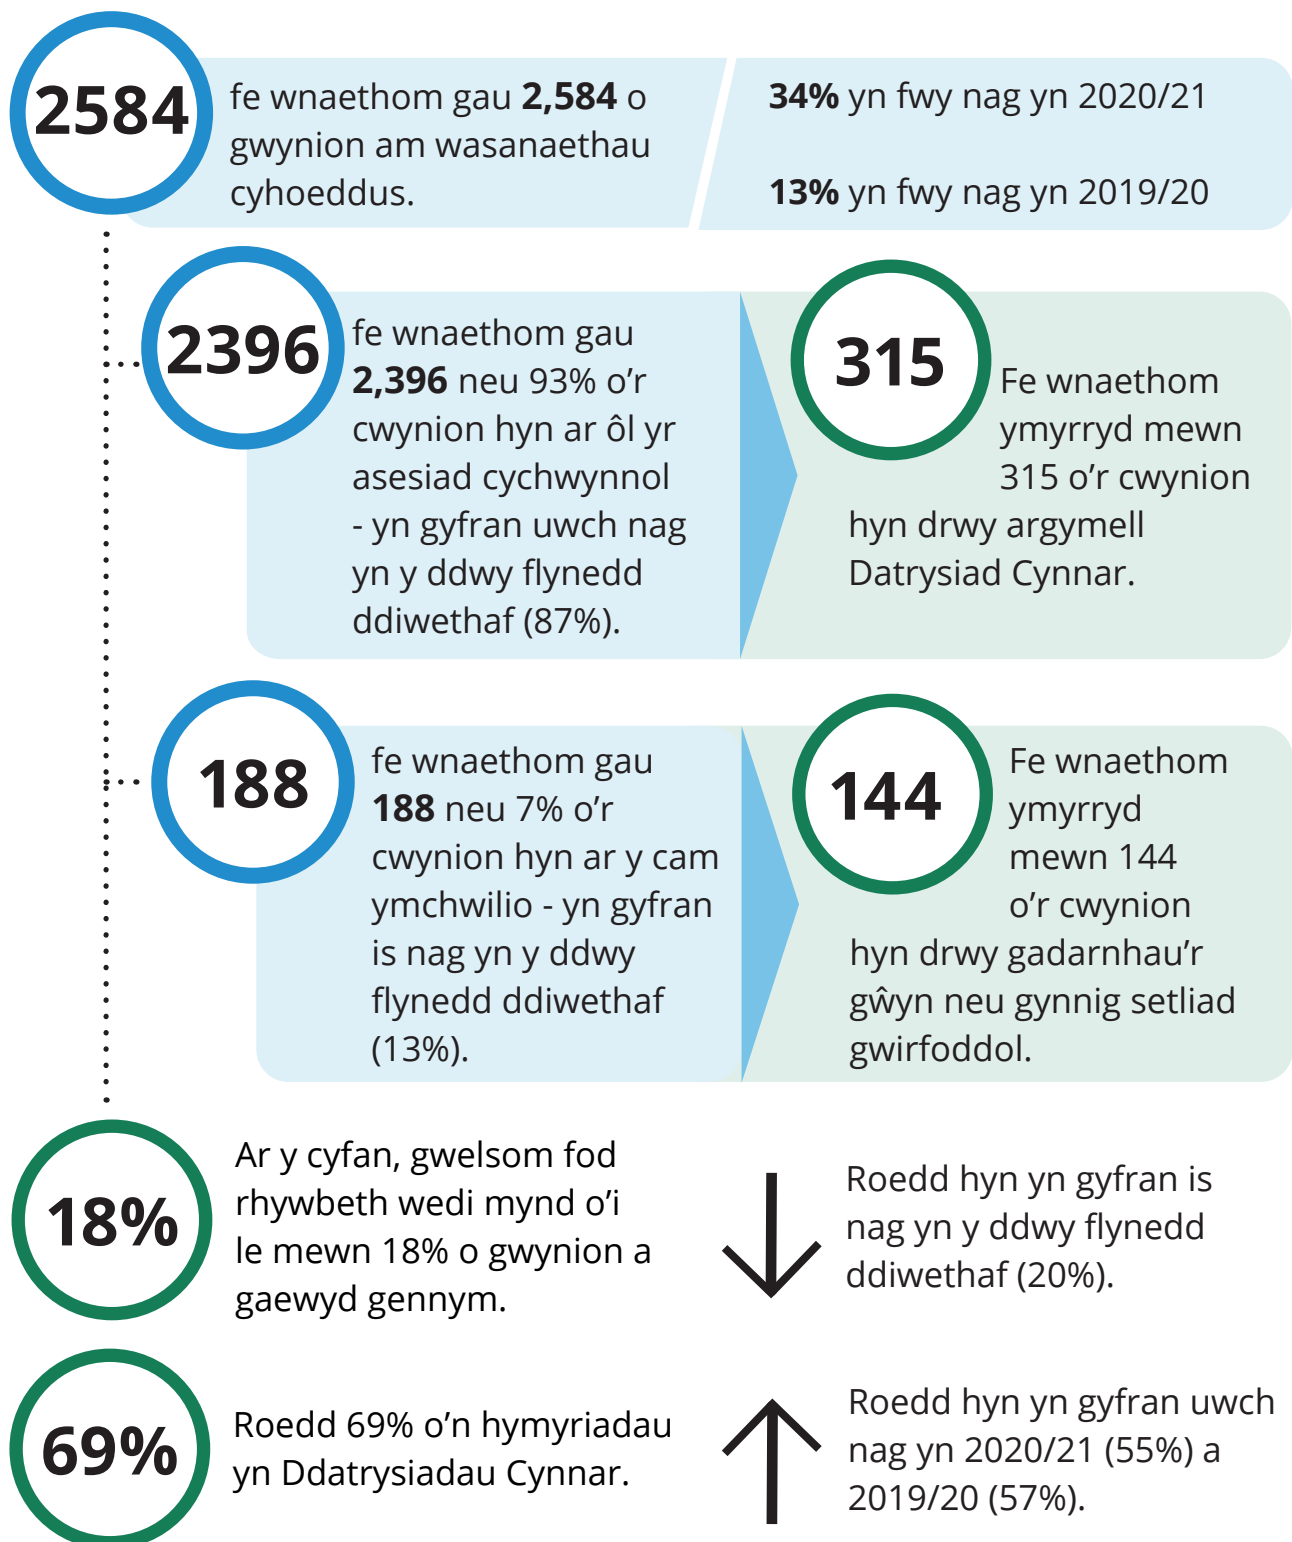 2584
fe wnaethom gau 2,584 o
gwynion am wasanaethau
cyhoeddus.
34% yn fwy nag yn 2020/21
13% yn fwy nag yn 2019/20
2396
fe wnaethom gau
2,396 neu 93% o'r
cwynion hyn ar ôl yr
asesiad cychwynnol
- yn gyfran uwch nag
yn y ddwy flynedd
ddiwethaf (87%).
315
Fe wnaethom
ymyrryd mewn
315 o'r cwynion
hyn drwy argymell
Datrysiad Cynnar.
188
fe wnaethom gau
188 neu 7% o'r
cwynion hyn ar y cam
ymchwilio - yn gyfran
is nag yn y ddwy
flynedd ddiwethaf
(13%).
144
Fe wnaethom
ymyrryd
mewn 144
o'r cwynion
hyn drwy gadarnhau'r
gŵyn neu gynnig setliad
gwirfoddol.
18%
Ar y cyfan, gwelsom fod
rhywbeth wedi mynd o'i
le mewn 18% o gwynion a
gaewyd gennym.
Roedd hyn yn gyfran is
nag yn y ddwy flynedd
ddiwethaf (20%).
69%
Roedd 69% o'n hymyriadau
yn Ddatrysiadau Cynnar.
Roedd hyn yn gyfran uwch
nag yn 2020/21 (55%) a
2019/20 (57%).